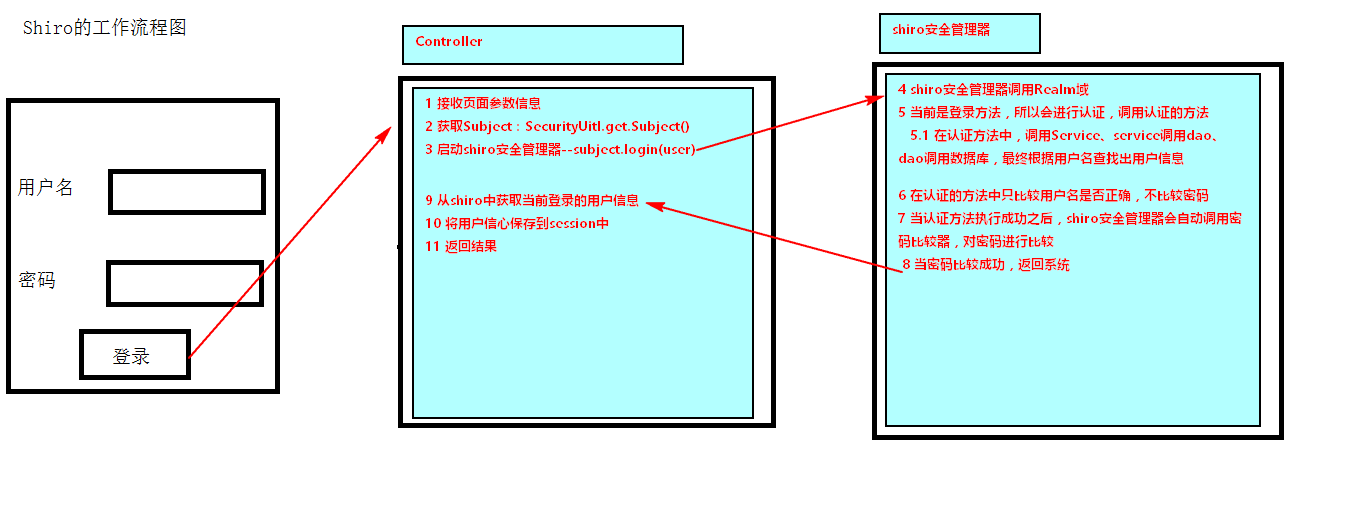 Shiro的工作流程图
用户名
密码
登录
Controller
1 接收页面参数信息
2 获取Subject：SecurityUitl.get.Subject()
3 启动shiro安全管理器--subject.login(user)
9 从shiro中获取当前登录的用户信息
10 将用户信心保存到session中
11 返回结果
shiro安全管理器
4 shiro安全管理器调用Realm域
5 当前是登录方法，所以会进行认证，调用认证的方法
5.1 在认证方法中，调用Service、service调用dao、
dao调用数据库，最终根据用户名查找出用户信息
6 在认证的方法中只比较用户名是否正确，不比较密码
7 当认证方法执行成功之后，shiro安全管理器会自动调用密
码比较器，对密码进行比较
8 当密码比较成功，返回系统